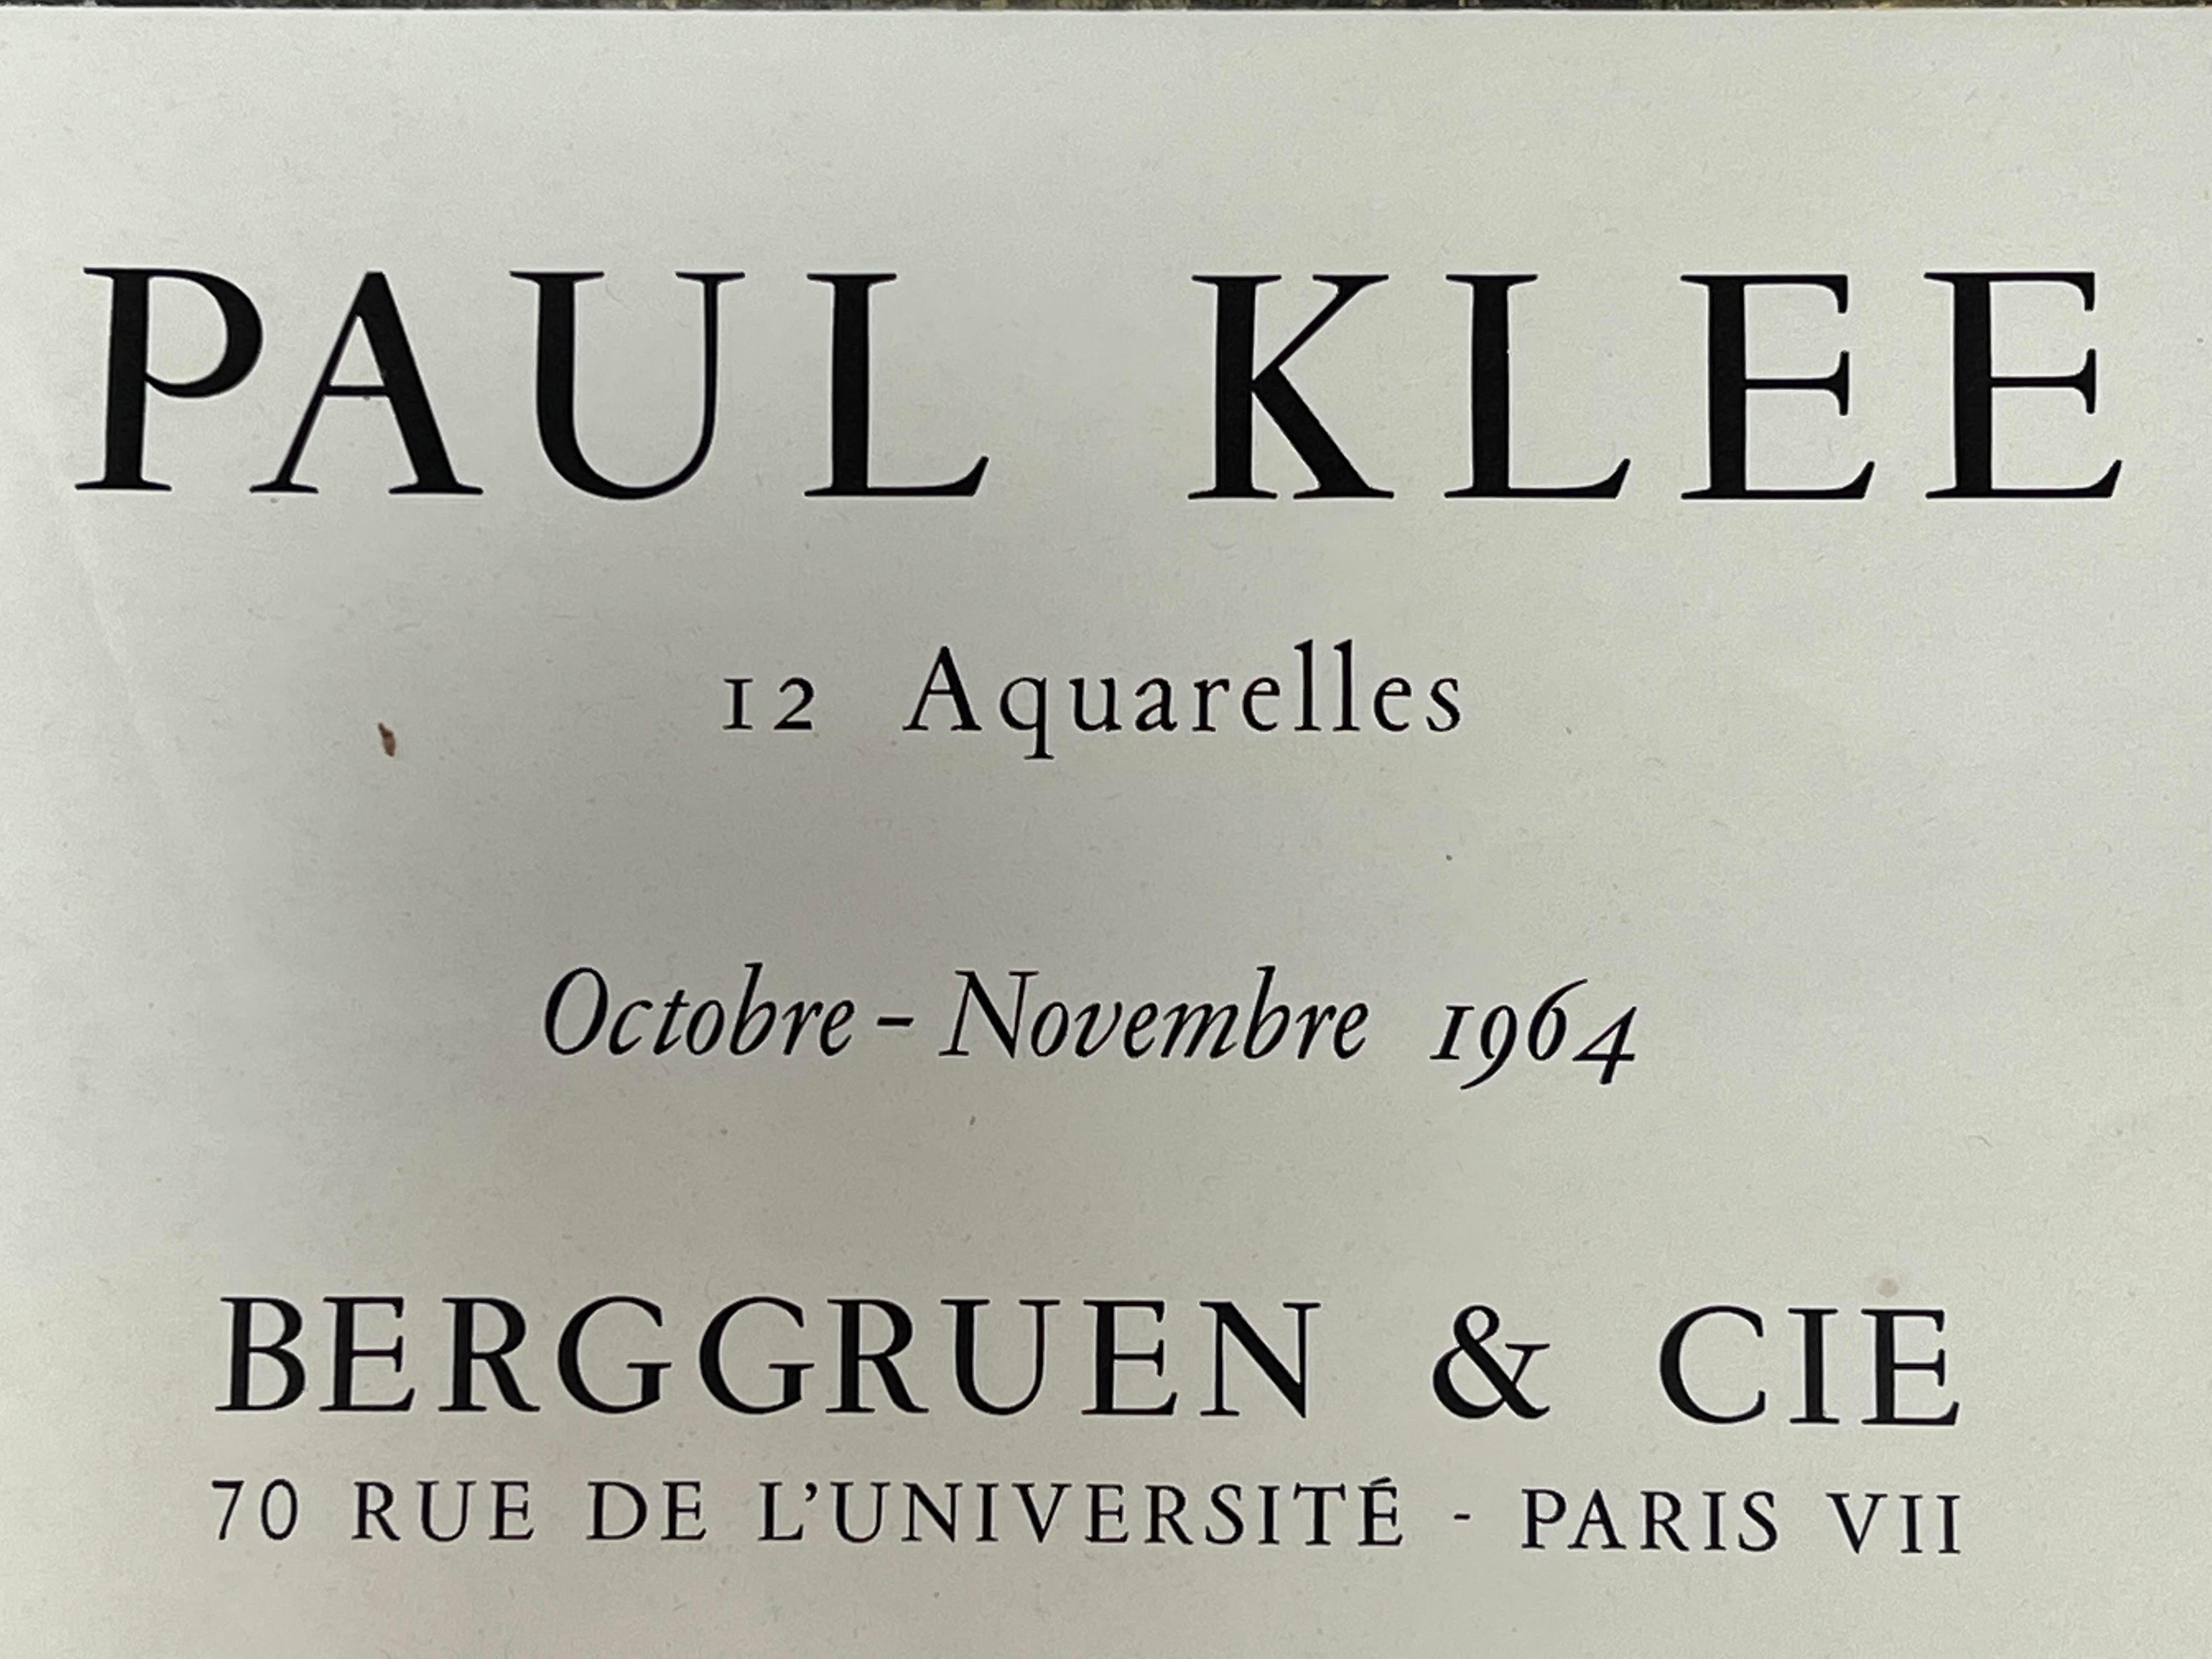 PAUL KLEE
12 Aquarelles
Octobre - Novembre 1964
BERGGRUEN & CIE
70 RUE DE L'UNIVERSITÉ - PARIS VII